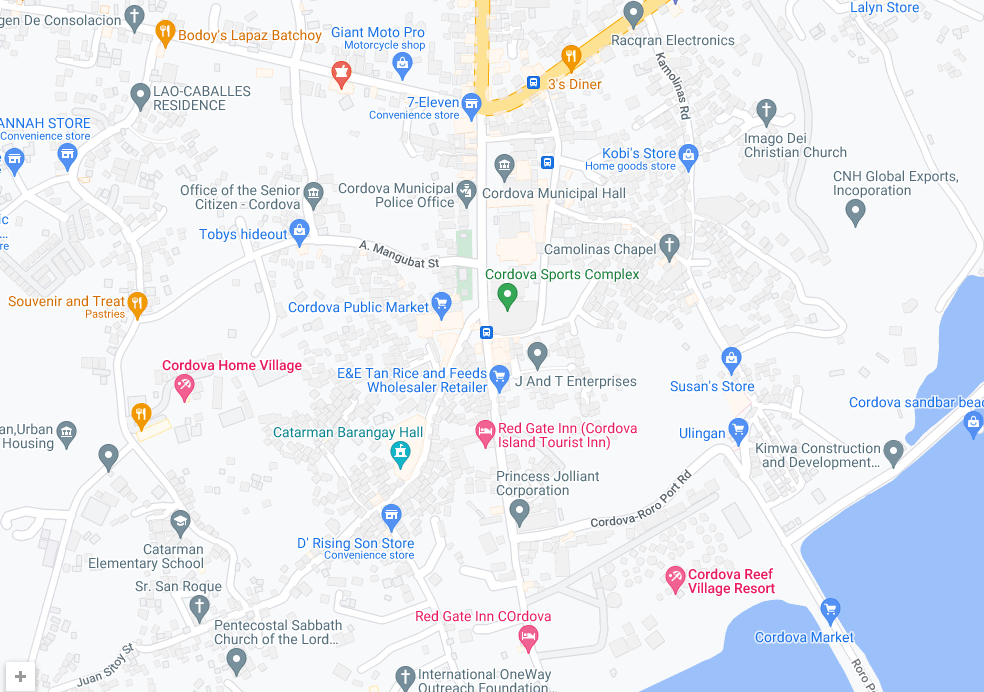 gen De Consolacion
Bodoy's Lapaz Batchoy
Giant Moto Pro
Motorcycle shop
Racqran Electronics
Lalyn Store
3's Diner
Kamolinas Rd
LAO-CABALLES
RESIDENCE
7-Eleven
Convenience store
ANNAH STORE
Convenience store
Imago Dei
Christian Church
Kobi's Store
Home goods store
CNH Global Exports,
Incoporation
Office of the Senior
Citizen - Cordova
Cordova Municipal
Police Office
Cordova Municipal Hall
ic
...
re
Tobys hideout
A. Mangubat St
Camolinas Chapel
Cordova Sports Complex
Souvenir and Treat
Pastries
Cordova Public Market
Cordova Home Village
E&E Tan Rice and Feeds
Wholesaler Retailer
J And T Enterprises
Susan's Store
Cordova sandbar beac
an,Urban
Housing
Catarman Barangay Hall
Red Gate Inn (Cordova
Island Tourist Inn)
Ulingan
Kimwa Construction
and Development...
Princess Jolliant
Corporation
Cordova-Roro Port Rd
D' Rising Son Store
Convenience store
Catarman
Elementary School
Sr. San Roque
Cordova Reef
Village Resort
Red Gate Inn COrdova
Pentecostal Sabbath
Church of the Lord...
Cordova Market
Juan Sitoy St
International OneWay
Outreach Foundation...
Roro P